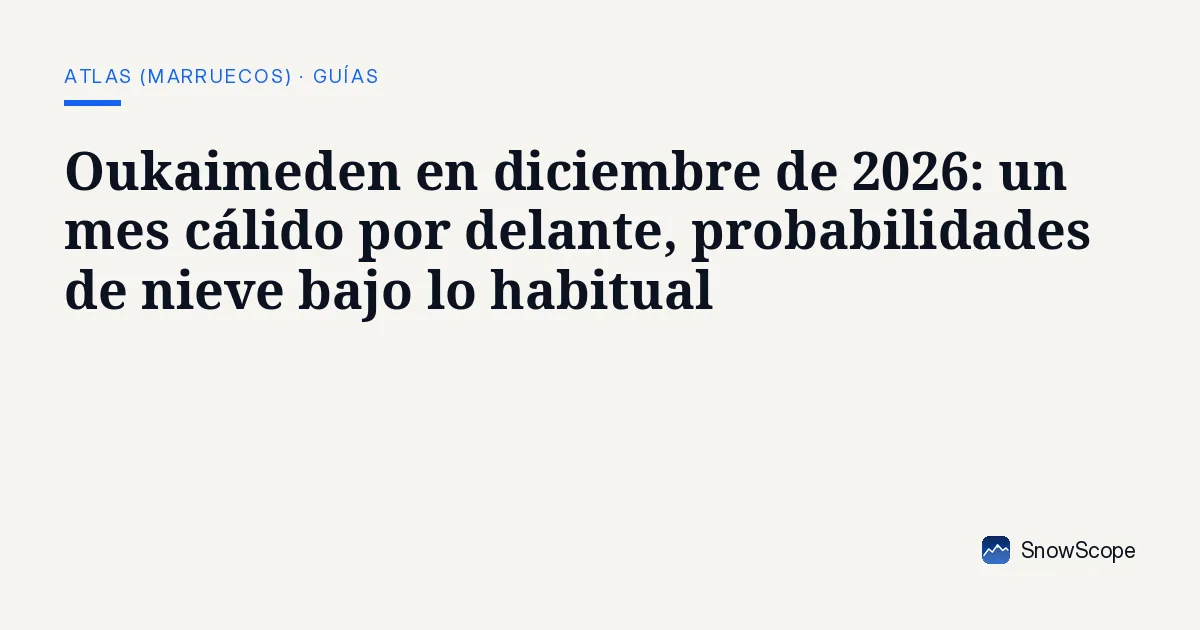 ATLAS (MARRUECOS) · GUÍAS
Oukaimeden en diciembre de 2026: un
mes cálido por delante, probabilidades
de nieve bajo lo habitual
SnowScope